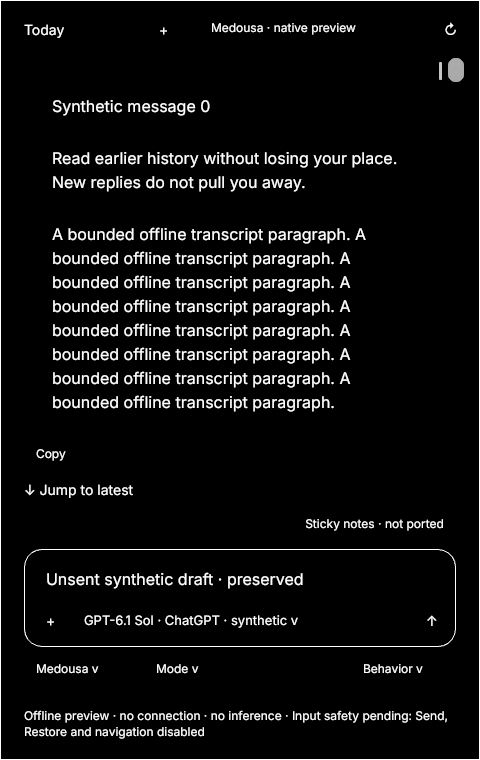 Today + Medousa · native preview ↻
Synthetic message 0
Read earlier history without losing your place.
New replies do not pull you away.
A bounded offline transcript paragraph. A
bounded offline transcript paragraph. A
bounded offline transcript paragraph. A
bounded offline transcript paragraph. A
bounded offline transcript paragraph. A
bounded offline transcript paragraph. A
bounded offline transcript paragraph. A
bounded offline transcript paragraph.
Copy
↓ Jump to latest
Sticky notes · not ported
Unsent synthetic draft · preserved
+ GPT-6.1 Sol · ChatGPT · synthetic v ↑
Medousa v Mode v Behavior v
Offline preview · no connection · no inference · Input safety pending: Send,
Restore and navigation disabled